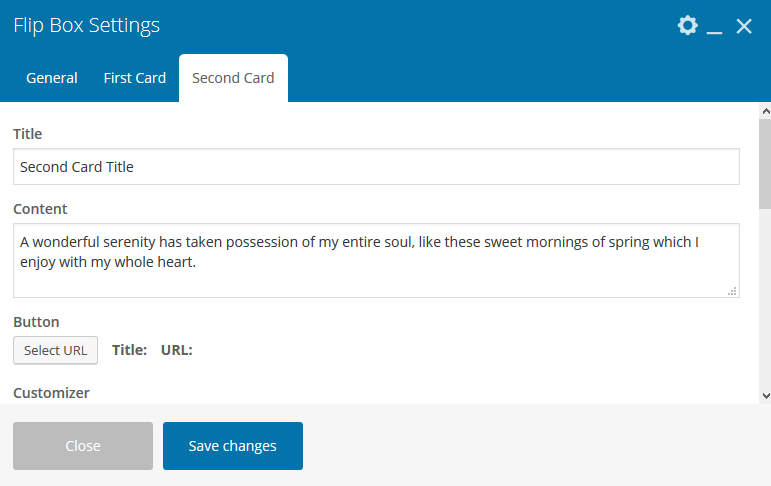 Flip Box Settings
General First Card Second Card
Title
Second Card Title
Content
A wonderful serenity has taken possession of my entire soul, like these sweet mornings of spring which I
enjoy with my whole heart.
Button
Select URL Title: URL:
Customizer
Close Save changes